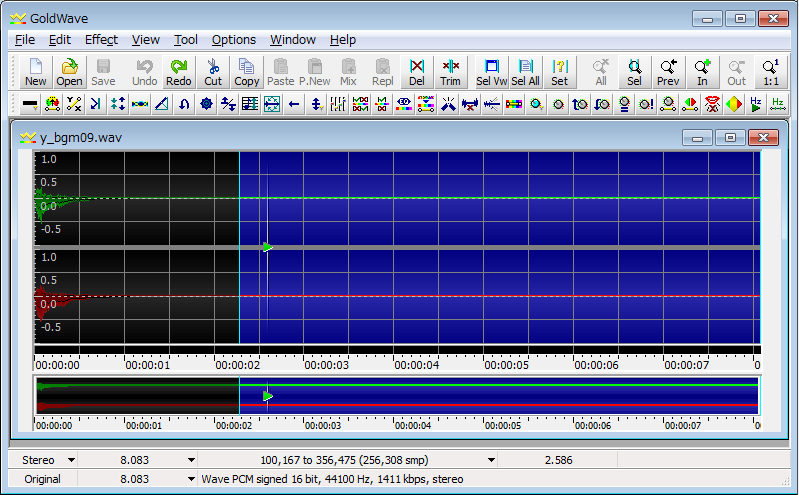 GoldWave
File Edit Effect View Tool Options Window Help
New Open Save Undo Redo Cut Copy Paste P.New Mix Repl Del Trim Sel Vw Sel All Set All Sel Prev In Out 1:1
y_bgm09.wav
1.0
0.5
0.0
-0.5
1.0
0.5
0.0
-0.5
00:00:00 00:00:01 00:00:02 00:00:03 00:00:04 00:00:05 00:00:06 00:00:07 0
00:00:00 00:00:01 00:00:02 00:00:03 00:00:04 00:00:05 00:00:06 00:00:07 00
Stereo 8.083 100,167 to 356,475 (256,308 smp) 2.586
Original 8.083 Wave PCM signed 16 bit, 44100 Hz, 1411 kbps, stereo